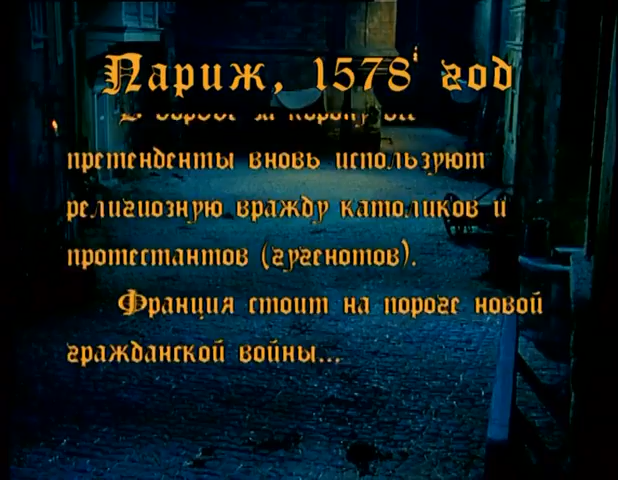 Париж, 1578 год
претенденты вновь используют
религиозную вражду католиков и
протестантов (гугенотов).
Франция стоит на пороге новой
гражданской войны...